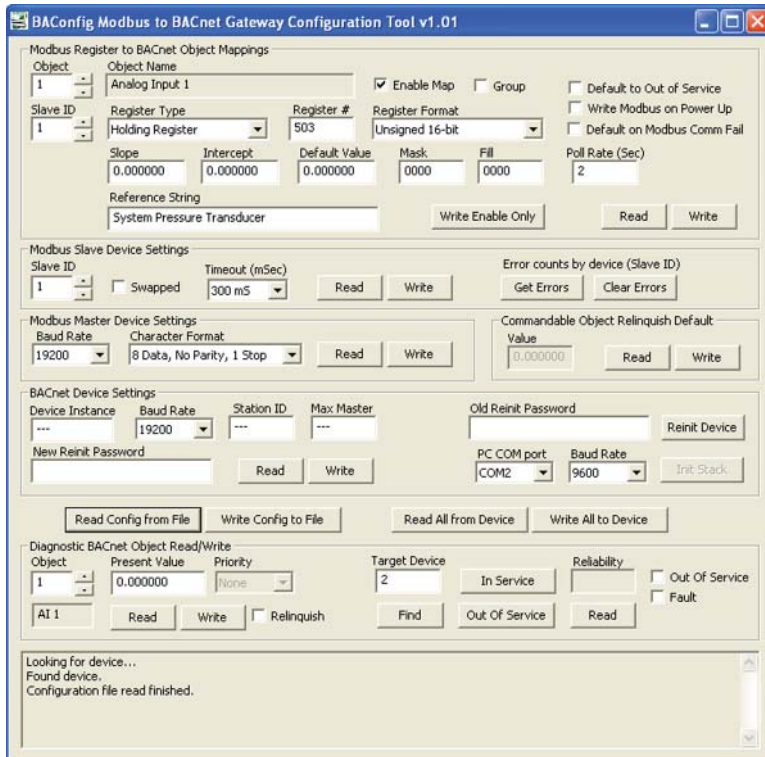 BAConfig Modbus to BACnet Gateway Configuration Tool v1.01
Modbus Register to BACnet Object Mappings
Object Object Name
1 Analog Input 1 Enable Map Group Default to Out of Service
Write Modbus on Power Up
Slave ID Register Type Register # Register Format
1 Holding Register 503 Unsigned 16-bit Default on Modbus Comm Fail
Slope Intercept Default Value Mask Fill Poll Rate (Sec)
0.000000 0.000000 0.000000 0000 0000 2
Reference String
System Pressure Transducer Write Enable Only Read Write
Modbus Slave Device Settings
Slave ID Timeout (mSec) Error counts by device (Slave ID)
1 Swapped 300 mS Read Write Get Errors Clear Errors
Modbus Master Device Settings Commandable Object Relinquish Default
Baud Rate Character Format Value
19200 8 Data, No Parity, 1 Stop Read Write 0.000000 Read Write
BACnet Device Settings
Device Instance Baud Rate Station ID Max Master Old Reinit Password
--- 19200 --- --- Reinit Device
New Reinit Password PC COM port Baud Rate
Read Write COM2 9600 Init Stack
Read Config from File Write Config to File Read All from Device Write All to Device
Diagnostic BACnet Object Read/Write
Object Present Value Priority Target Device Reliability
1 0.000000 None 2 In Service Out Of Service
Fault
AI 1 Read Write Relinquish Find Out Of Service Read
Looking for device...
Found device.
Configuration file read finished.